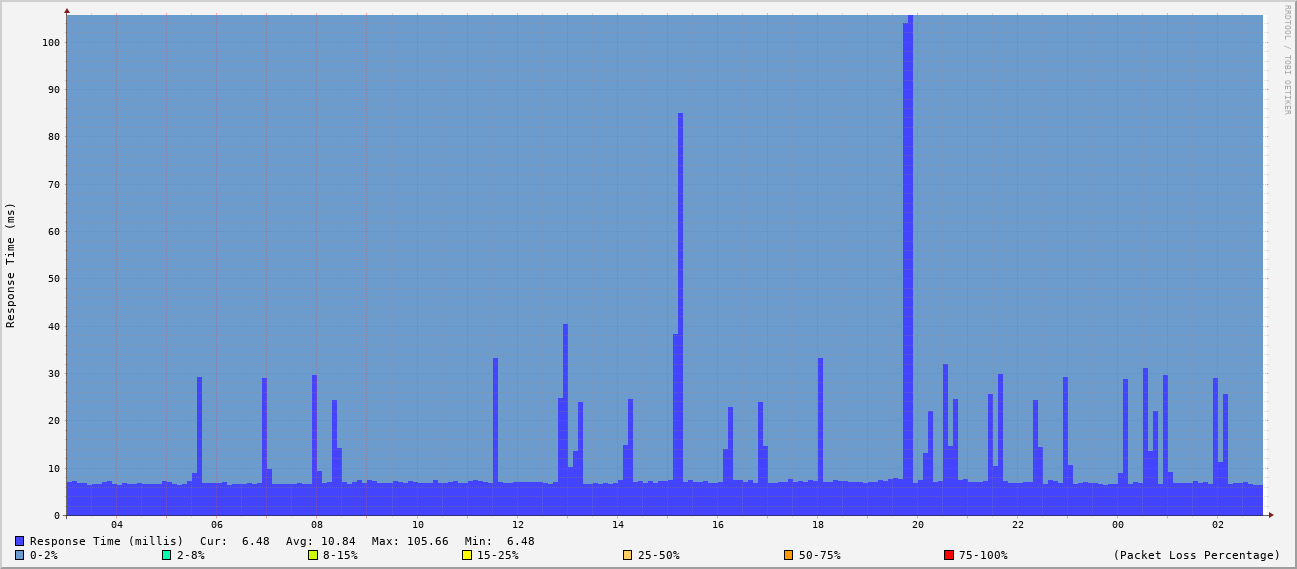 RRDTOOL / TOBI OETIKER
Response Time (ms)
100
90
80
70
60
50
40
30
20
10
0
04 06 08 10 12 14 16 18 20 22 00 02
Response Time (millis) Cur: 6.48 Avg: 10.84 Max: 105.66 Min: 6.48
0-2% 2-8% 8-15% 15-25% 25-50% 50-75% 75-100% (Packet Loss Percentage)